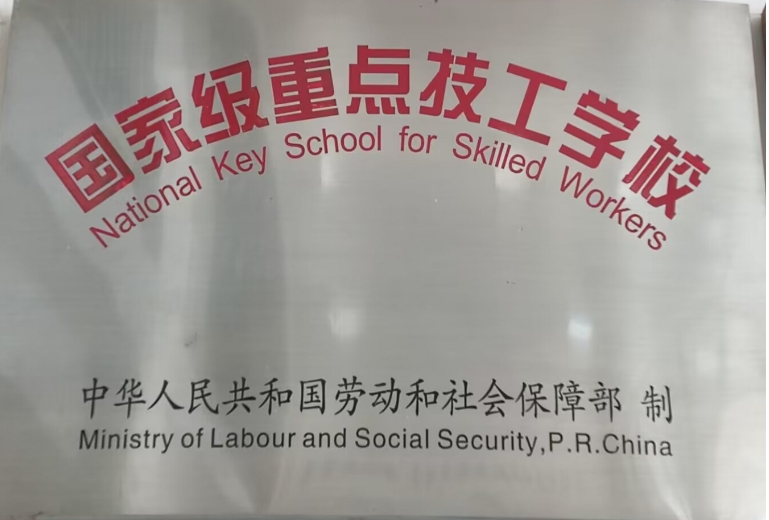 国家级重点技工学校
National Key School for Skilled Workers
中华人民共和国劳动和社会保障部 制
Ministry of Labour and Social Security,P.R.China